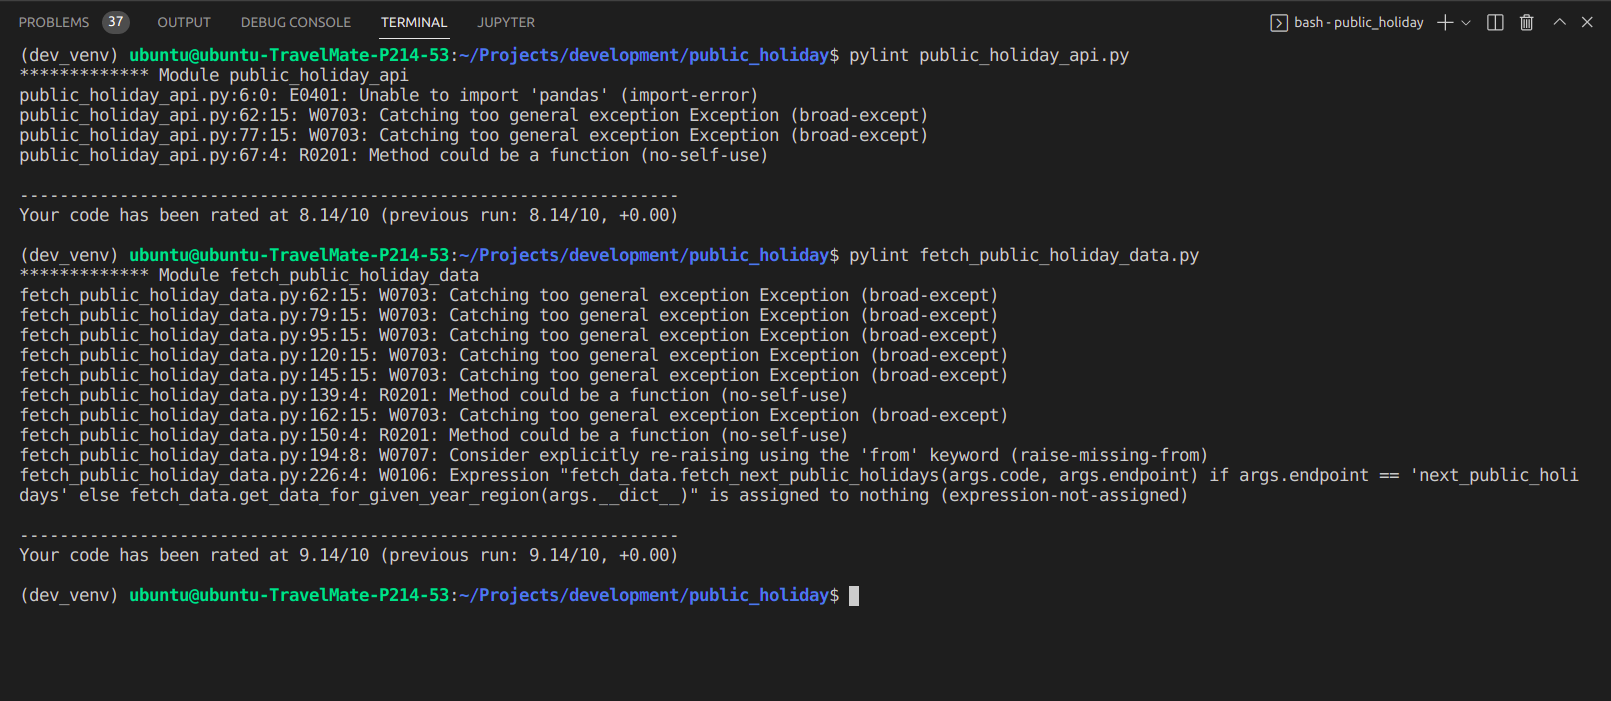 PROBLEMS 37 OUTPUT DEBUG CONSOLE TERMINAL JUPYTER bash - public_holiday
(dev_venv) ubuntu@ubuntu-TravelMate-P214-53:~/Projects/development/public_holiday$ pylint public_holiday_api.py
************* Module public_holiday_api
public_holiday_api.py:6:0: E0401: Unable to import 'pandas' (import-error)
public_holiday_api.py:62:15: W0703: Catching too general exception Exception (broad-except)
public_holiday_api.py:77:15: W0703: Catching too general exception Exception (broad-except)
public_holiday_api.py:67:4: R0201: Method could be a function (no-self-use)
------------------------------------------------------------------
Your code has been rated at 8.14/10 (previous run: 8.14/10, +0.00)
(dev_venv) ubuntu@ubuntu-TravelMate-P214-53:~/Projects/development/public_holiday$ pylint fetch_public_holiday_data.py
************* Module fetch_public_holiday_data
fetch_public_holiday_data.py:62:15: W0703: Catching too general exception Exception (broad-except)
fetch_public_holiday_data.py:79:15: W0703: Catching too general exception Exception (broad-except)
fetch_public_holiday_data.py:95:15: W0703: Catching too general exception Exception (broad-except)
fetch_public_holiday_data.py:120:15: W0703: Catching too general exception Exception (broad-except)
fetch_public_holiday_data.py:145:15: W0703: Catching too general exception Exception (broad-except)
fetch_public_holiday_data.py:139:4: R0201: Method could be a function (no-self-use)
fetch_public_holiday_data.py:162:15: W0703: Catching too general exception Exception (broad-except)
fetch_public_holiday_data.py:150:4: R0201: Method could be a function (no-self-use)
fetch_public_holiday_data.py:194:8: W0707: Consider explicitly re-raising using the 'from' keyword (raise-missing-from)
fetch_public_holiday_data.py:226:4: W0106: Expression "fetch_data.fetch_next_public_holidays(args.code, args.endpoint) if args.endpoint == 'next_public_holi
days' else fetch_data.get_data_for_given_year_region(args.__dict__)" is assigned to nothing (expression-not-assigned)
------------------------------------------------------------------
Your code has been rated at 9.14/10 (previous run: 9.14/10, +0.00)
(dev_venv) ubuntu@ubuntu-TravelMate-P214-53:~/Projects/development/public_holiday$